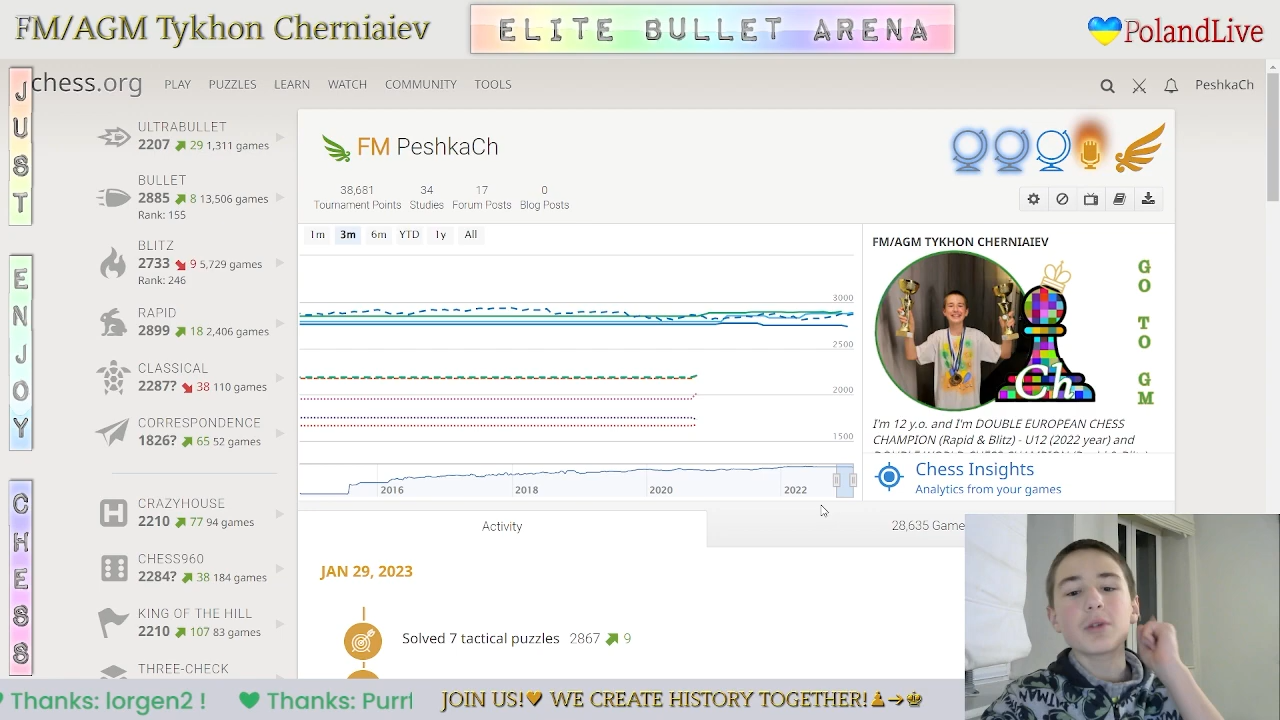 FM/AGM Tykhon Cherniaiev
ELITE BULLET ARENA
PolandLive
JUST
ENJOY
CHESS
chess.org
PLAY PUZZLES LEARN WATCH COMMUNITY TOOLS
PeshkaCh
ULTRABULLET
2207 29 1,311 games
BULLET
2885 8 13,506 games
Rank: 155
BLITZ
2733 9 5,729 games
Rank: 246
RAPID
2899 18 2,406 games
CLASSICAL
2287? 38 110 games
CORRESPONDENCE
1826? 65 52 games
CRAZYHOUSE
2210 77 94 games
CHESS960
2284? 38 184 games
KING OF THE HILL
2210 107 83 games
THREE-CHECK
FM PeshkaCh
38,681 34 17 0
Tournament Points Studies Forum Posts Blog Posts
1m 3m 6m YTD 1y All
3000
2500
2000
1500
2016 2018 2020 2022
FM/AGM TYKHON CHERNIAIEV
Ch
GO
TO
GM
I'm 12 y.o. and I'm DOUBLE EUROPEAN CHESS
CHAMPION (Rapid & Blitz) - U12 (2022 year) and
Chess Insights
Analytics from your games
Activity
28,635 Game
JAN 29, 2023
Solved 7 tactical puzzles 2867 9
Thanks: lorgen2 ! Thanks: Purr
JOIN US! WE CREATE HISTORY TOGETHER!